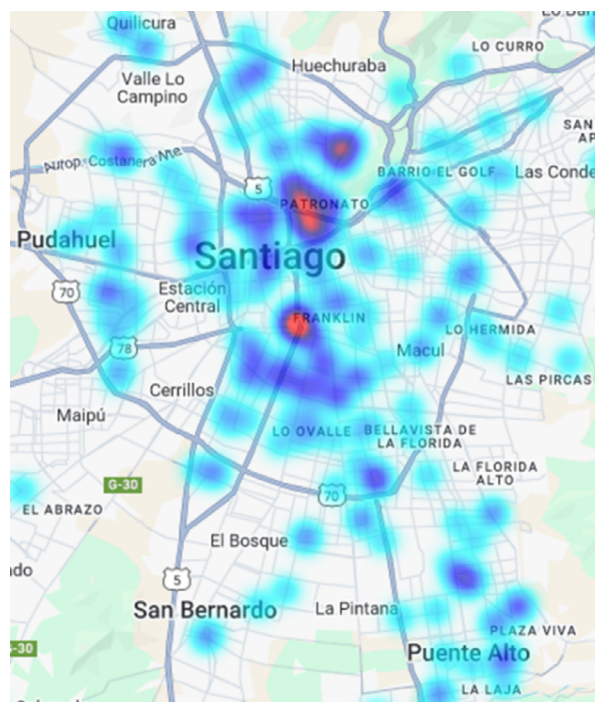 Quilicura
LO CURRO
Huechuraba
Valle Lo
Campino
SAN
Autop. Costanera Nte.
BARRIO EL GOLF
Las Conde
5
PATRONATO
Pudahuel
Santiago
70
Estación
Central
FRANKLIN
LO HERMIDA
78
Macul
LAS PIRCAS
Cerrillos
Maipú
LO OVALLE
BELLAVISTA DE
LA FLORIDA
LA FLORIDA
ALTO
G-30
70
EL ABRAZO
El Bosque
do
5
San Bernardo
La Pintana
PLAZA VIVA
-30
Puente Alto
LA LAJA